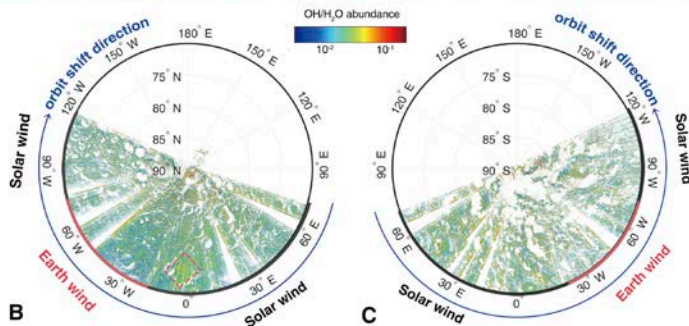 OH/H₂O abundance
10⁻² 10⁻¹
180° E
150° W
150° E
120° W
120° E
90° W
90° E
60° W
60° E
30° W
30° E
0
75° N
80° N
85° N
90° N
orbit shift direction
Solar wind
Earth wind
Solar wind
B
180° E
150° E
150° W
120° E
120° W
90° W
60° E
60° W
30° W
30° E
0
75° S
80° S
85° S
90° S
orbit shift direction
Solar wind
Earth wind
Solar wind
C